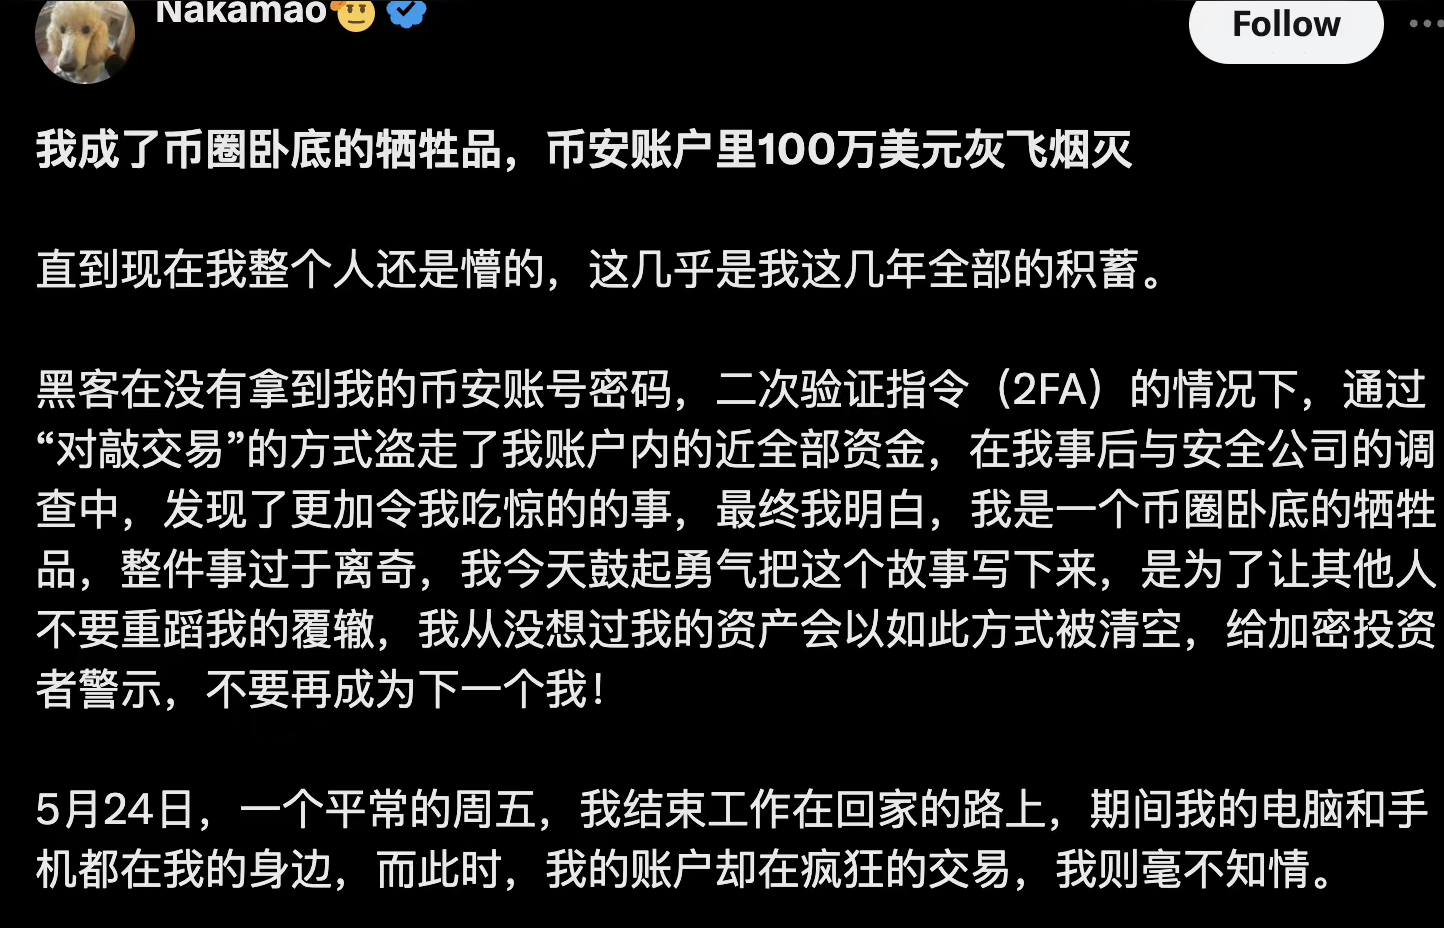 Nakamao
Follow
我成了币圈卧底的牺牲品，币安账户里100万美元灰飞烟灭
直到现在我整个人还是懵的，这几乎是我这几年全部的积蓄。
黑客在没有拿到我的币安账号密码，二次验证指令（2FA）的情况下，通过
“对敲交易”的方式盗走了我账户内的近全部资金，在我事后与安全公司的调
查中，发现了更加令我吃惊的的事，最终我明白，我是一个币圈卧底的牺牲
品，整件事过于离奇，我今天鼓起勇气把这个故事写下来，是为了让其他人
不要重蹈我的覆辙，我从没想过我的资产会以如此方式被清空，给加密投资
者警示，不要再成为下一个我！
5月24日，一个平常的周五，我结束工作在回家的路上，期间我的电脑和手
机都在我的身边，而此时，我的账户却在疯狂的交易，我则毫不知情。